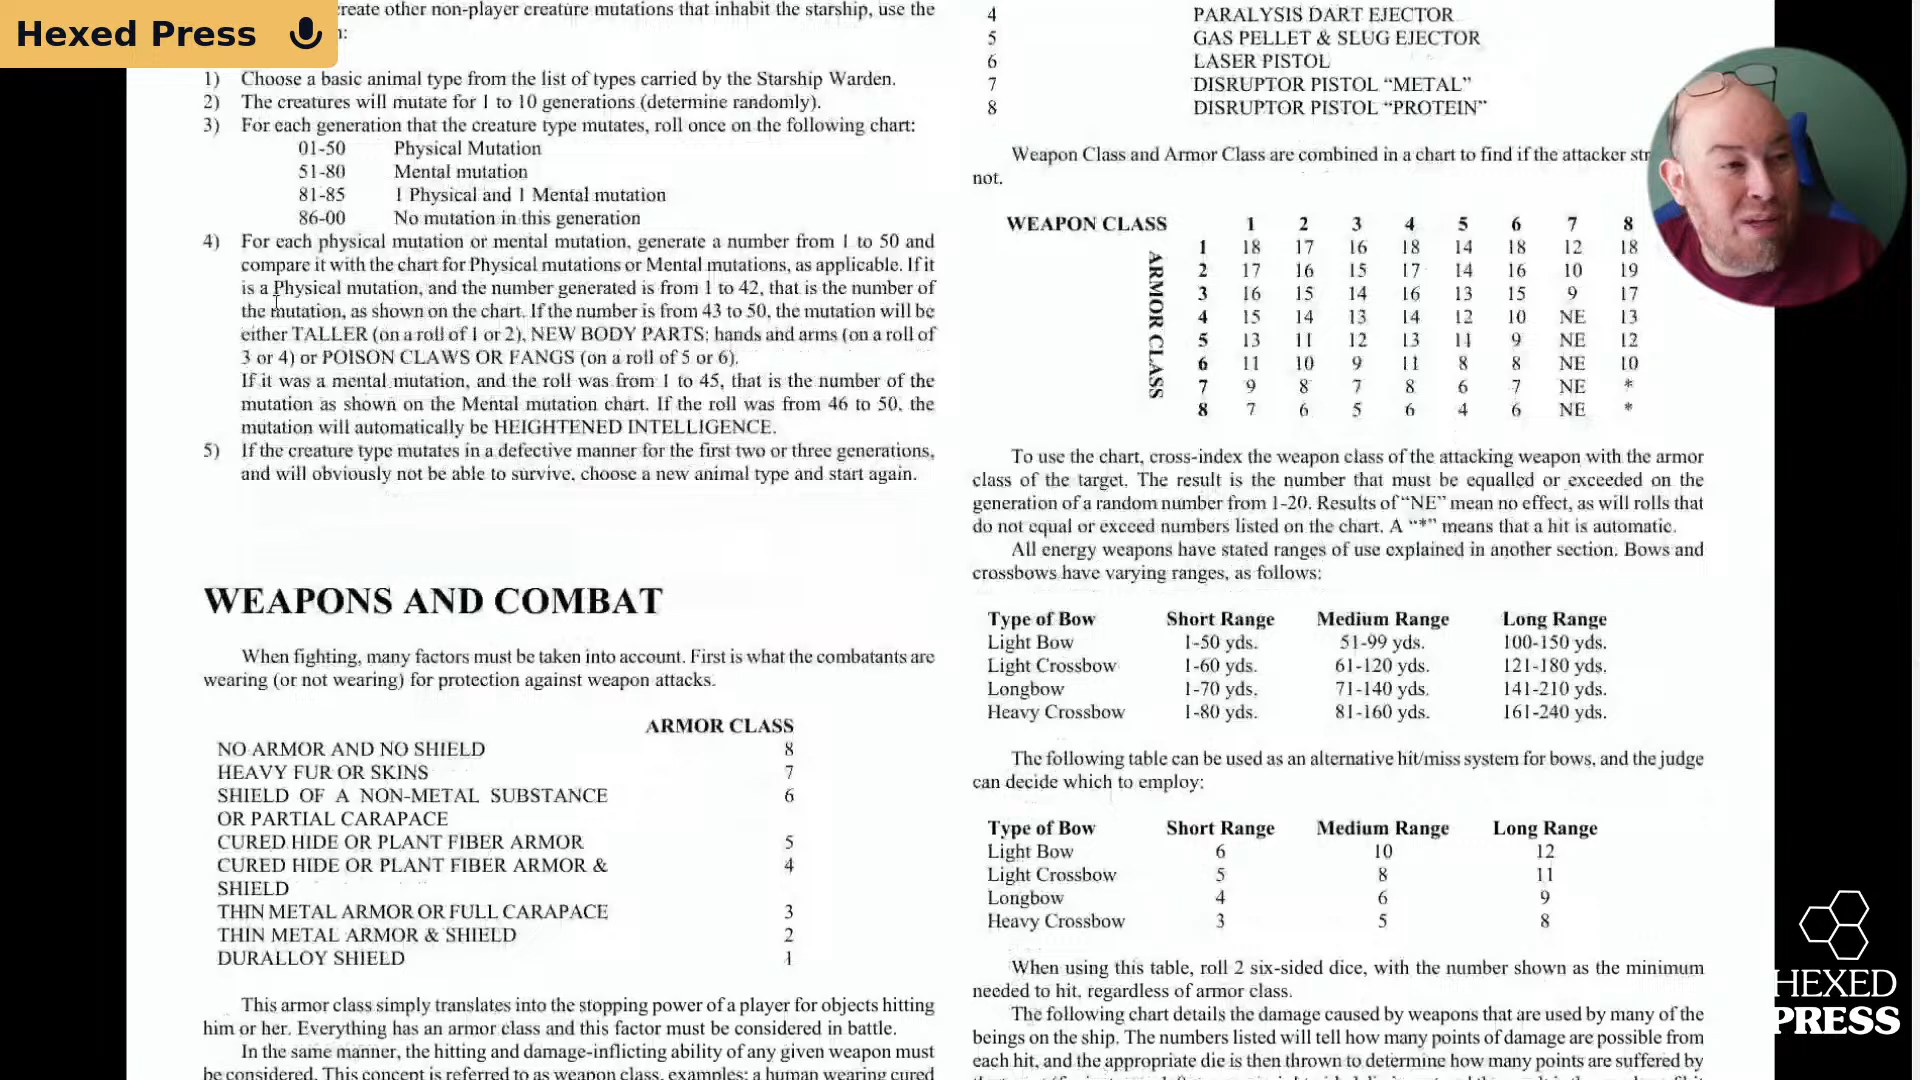 Hexed Press
create other non-player creature mutations that inhabit the starship, use the
n:
1) Choose a basic animal type from the list of types carried by the Starship Warden.
2) The creatures will mutate for 1 to 10 generations (determine randomly).
3) For each generation that the creature type mutates, roll once on the following chart:
01-50 Physical Mutation
51-80 Mental mutation
81-85 1 Physical and 1 Mental mutation
86-00 No mutation in this generation
4) For each physical mutation or mental mutation, generate a number from 1 to 50 and
compare it with the chart for Physical mutations or Mental mutations, as applicable. If it
is a Physical mutation, and the number generated is from 1 to 42, that is the number of
the mutation, as shown on the chart. If the number is from 43 to 50, the mutation will be
either TALLER (on a roll of 1 or 2), NEW BODY PARTS: hands and arms (on a roll of
3 or 4) or POISON CLAWS OR FANGS (on a roll of 5 or 6).
If it was a mental mutation, and the roll was from 1 to 45, that is the number of the
mutation as shown on the Mental mutation chart. If the roll was from 46 to 50, the
mutation will automatically be HEIGHTENED INTELLIGENCE.
5) If the creature type mutates in a defective manner for the first two or three generations,
and will obviously not be able to survive, choose a new animal type and start again.
WEAPONS AND COMBAT
When fighting, many factors must be taken into account. First is what the combatants are
wearing (or not wearing) for protection against weapon attacks.
ARMOR CLASS
NO ARMOR AND NO SHIELD 8
HEAVY FUR OR SKINS 7
SHIELD OF A NON-METAL SUBSTANCE 6
OR PARTIAL CARAPACE
CURED HIDE OR PLANT FIBER ARMOR 5
CURED HIDE OR PLANT FIBER ARMOR & 4
SHIELD
THIN METAL ARMOR OR FULL CARAPACE 3
THIN METAL ARMOR & SHIELD 2
DURALLOY SHIELD 1
This armor class simply translates into the stopping power of a player for objects hitting
him or her. Everything has an armor class and this factor must be considered in battle.
In the same manner, the hitting and damage-inflicting ability of any given weapon must
be considered. This concept is referred to as weapon class, examples: a human wearing cured
4 PARALYSIS DART EJECTOR
5 GAS PELLET & SLUG EJECTOR
6 LASER PISTOL
7 DISRUPTOR PISTOL "METAL"
8 DISRUPTOR PISTOL "PROTEIN"
Weapon Class and Armor Class are combined in a chart to find if the attacker str
not.
WEAPON CLASS 1 2 3 4 5 6 7 8
ARMOR CLASS
1 18 17 16 18 14 18 12 18
2 17 16 15 17 14 16 10 19
3 16 15 14 16 13 15 9 17
4 15 14 13 14 12 10 NE 13
5 13 11 12 13 11 9 NE 12
6 11 10 9 11 8 8 NE 10
7 9 8 7 8 6 7 NE *
8 7 6 5 6 4 6 NE *
To use the chart, cross-index the weapon class of the attacking weapon with the armor
class of the target. The result is the number that must be equalled or exceeded on the
generation of a random number from 1-20. Results of "NE" mean no effect, as will rolls that
do not equal or exceed numbers listed on the chart. A "*" means that a hit is automatic.
All energy weapons have stated ranges of use explained in another section. Bows and
crossbows have varying ranges, as follows:
Type of Bow Short Range Medium Range Long Range
Light Bow 1-50 yds. 51-99 yds. 100-150 yds.
Light Crossbow 1-60 yds. 61-120 yds. 121-180 yds.
Longbow 1-70 yds. 71-140 yds. 141-210 yds.
Heavy Crossbow 1-80 yds. 81-160 yds. 161-240 yds.
The following table can be used as an alternative hit/miss system for bows, and the judge
can decide which to employ:
Type of Bow Short Range Medium Range Long Range
Light Bow 6 10 12
Light Crossbow 5 8 11
Longbow 4 6 9
Heavy Crossbow 3 5 8
When using this table, roll 2 six-sided dice, with the number shown as the minimum
needed to hit, regardless of armor class.
The following chart details the damage caused by weapons that are used by many of the
beings on the ship. The numbers listed will tell how many points of damage are possible from
each hit, and the appropriate die is then thrown to determine how many points are suffered by
HEXED
PRESS